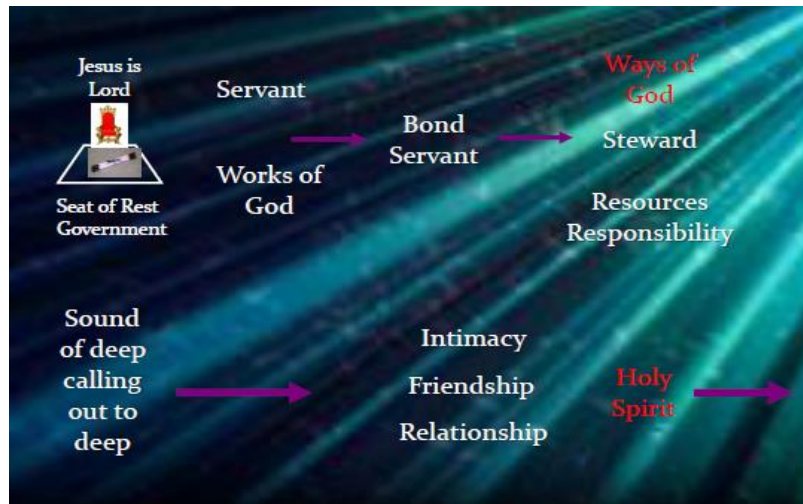 Jesus is
Lord
Seat of Rest
Government
Servant
Works of
God
Bond
Servant
Ways of
God
Steward
Resources
Responsibility
Sound
of deep
calling
out to
deep
Intimacy
Friendship
Relationship
Holy
Spirit